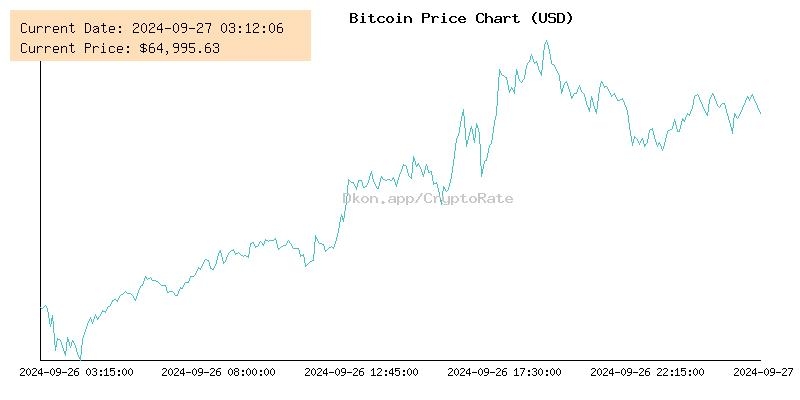 Bitcoin Price Chart (USD)
Current Date: 2024-09-27 03:12:06
Current Price: $64,995.63
Dkon.app/CryptoRate
2024-09-26 03:15:00 2024-09-26 08:00:00 2024-09-26 12:45:00 2024-09-26 17:30:00 2024-09-26 22:15:00 2024-09-27